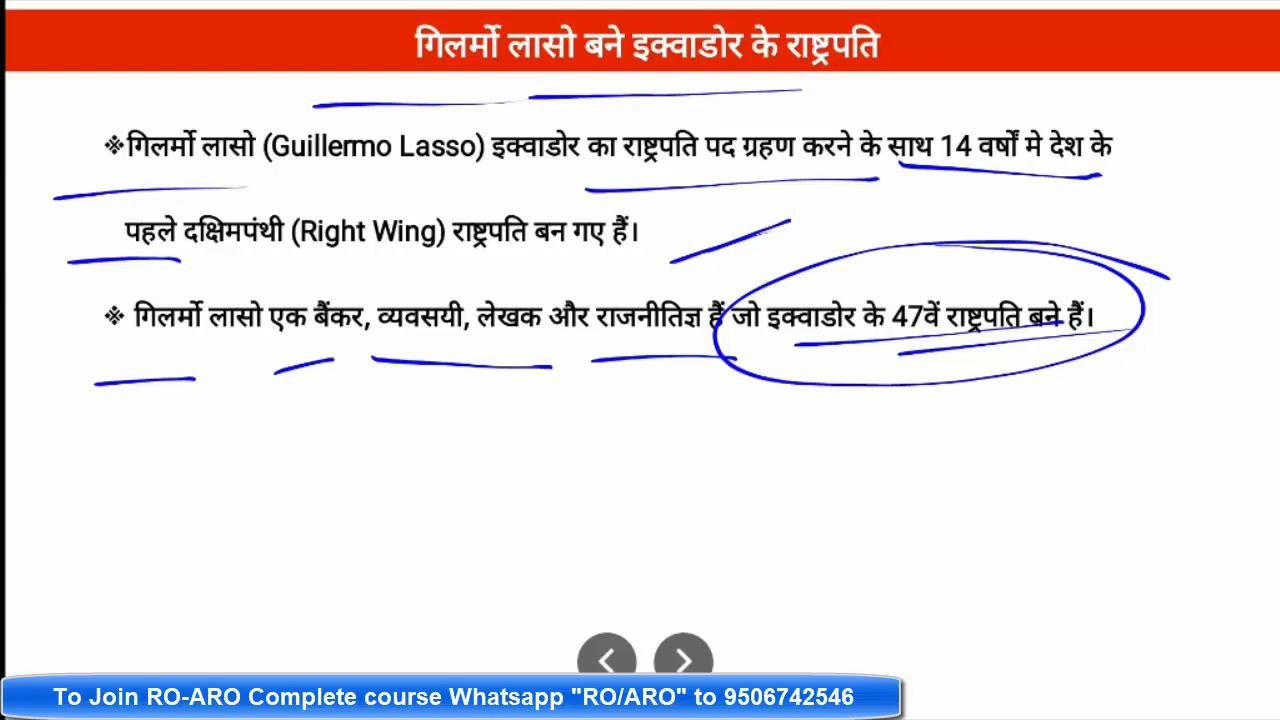 गिलर्मो लासो बने इक्वाडोर के राष्ट्रपति
❖गिलर्मो लासो (Guillermo Lasso) इक्वाडोर का राष्ट्रपति पद ग्रहण करने के साथ 14 वर्षों मे देश के
पहले दक्षिमपंथी (Right Wing) राष्ट्रपति बन गए हैं।
❖ गिलर्मो लासो एक बैंकर, व्यवसयी, लेखक और राजनीतिज्ञ हैं जो इक्वाडोर के 47वें राष्ट्रपति बने हैं।
To Join RO-ARO Complete course Whatsapp "RO/ARO" to 9506742546